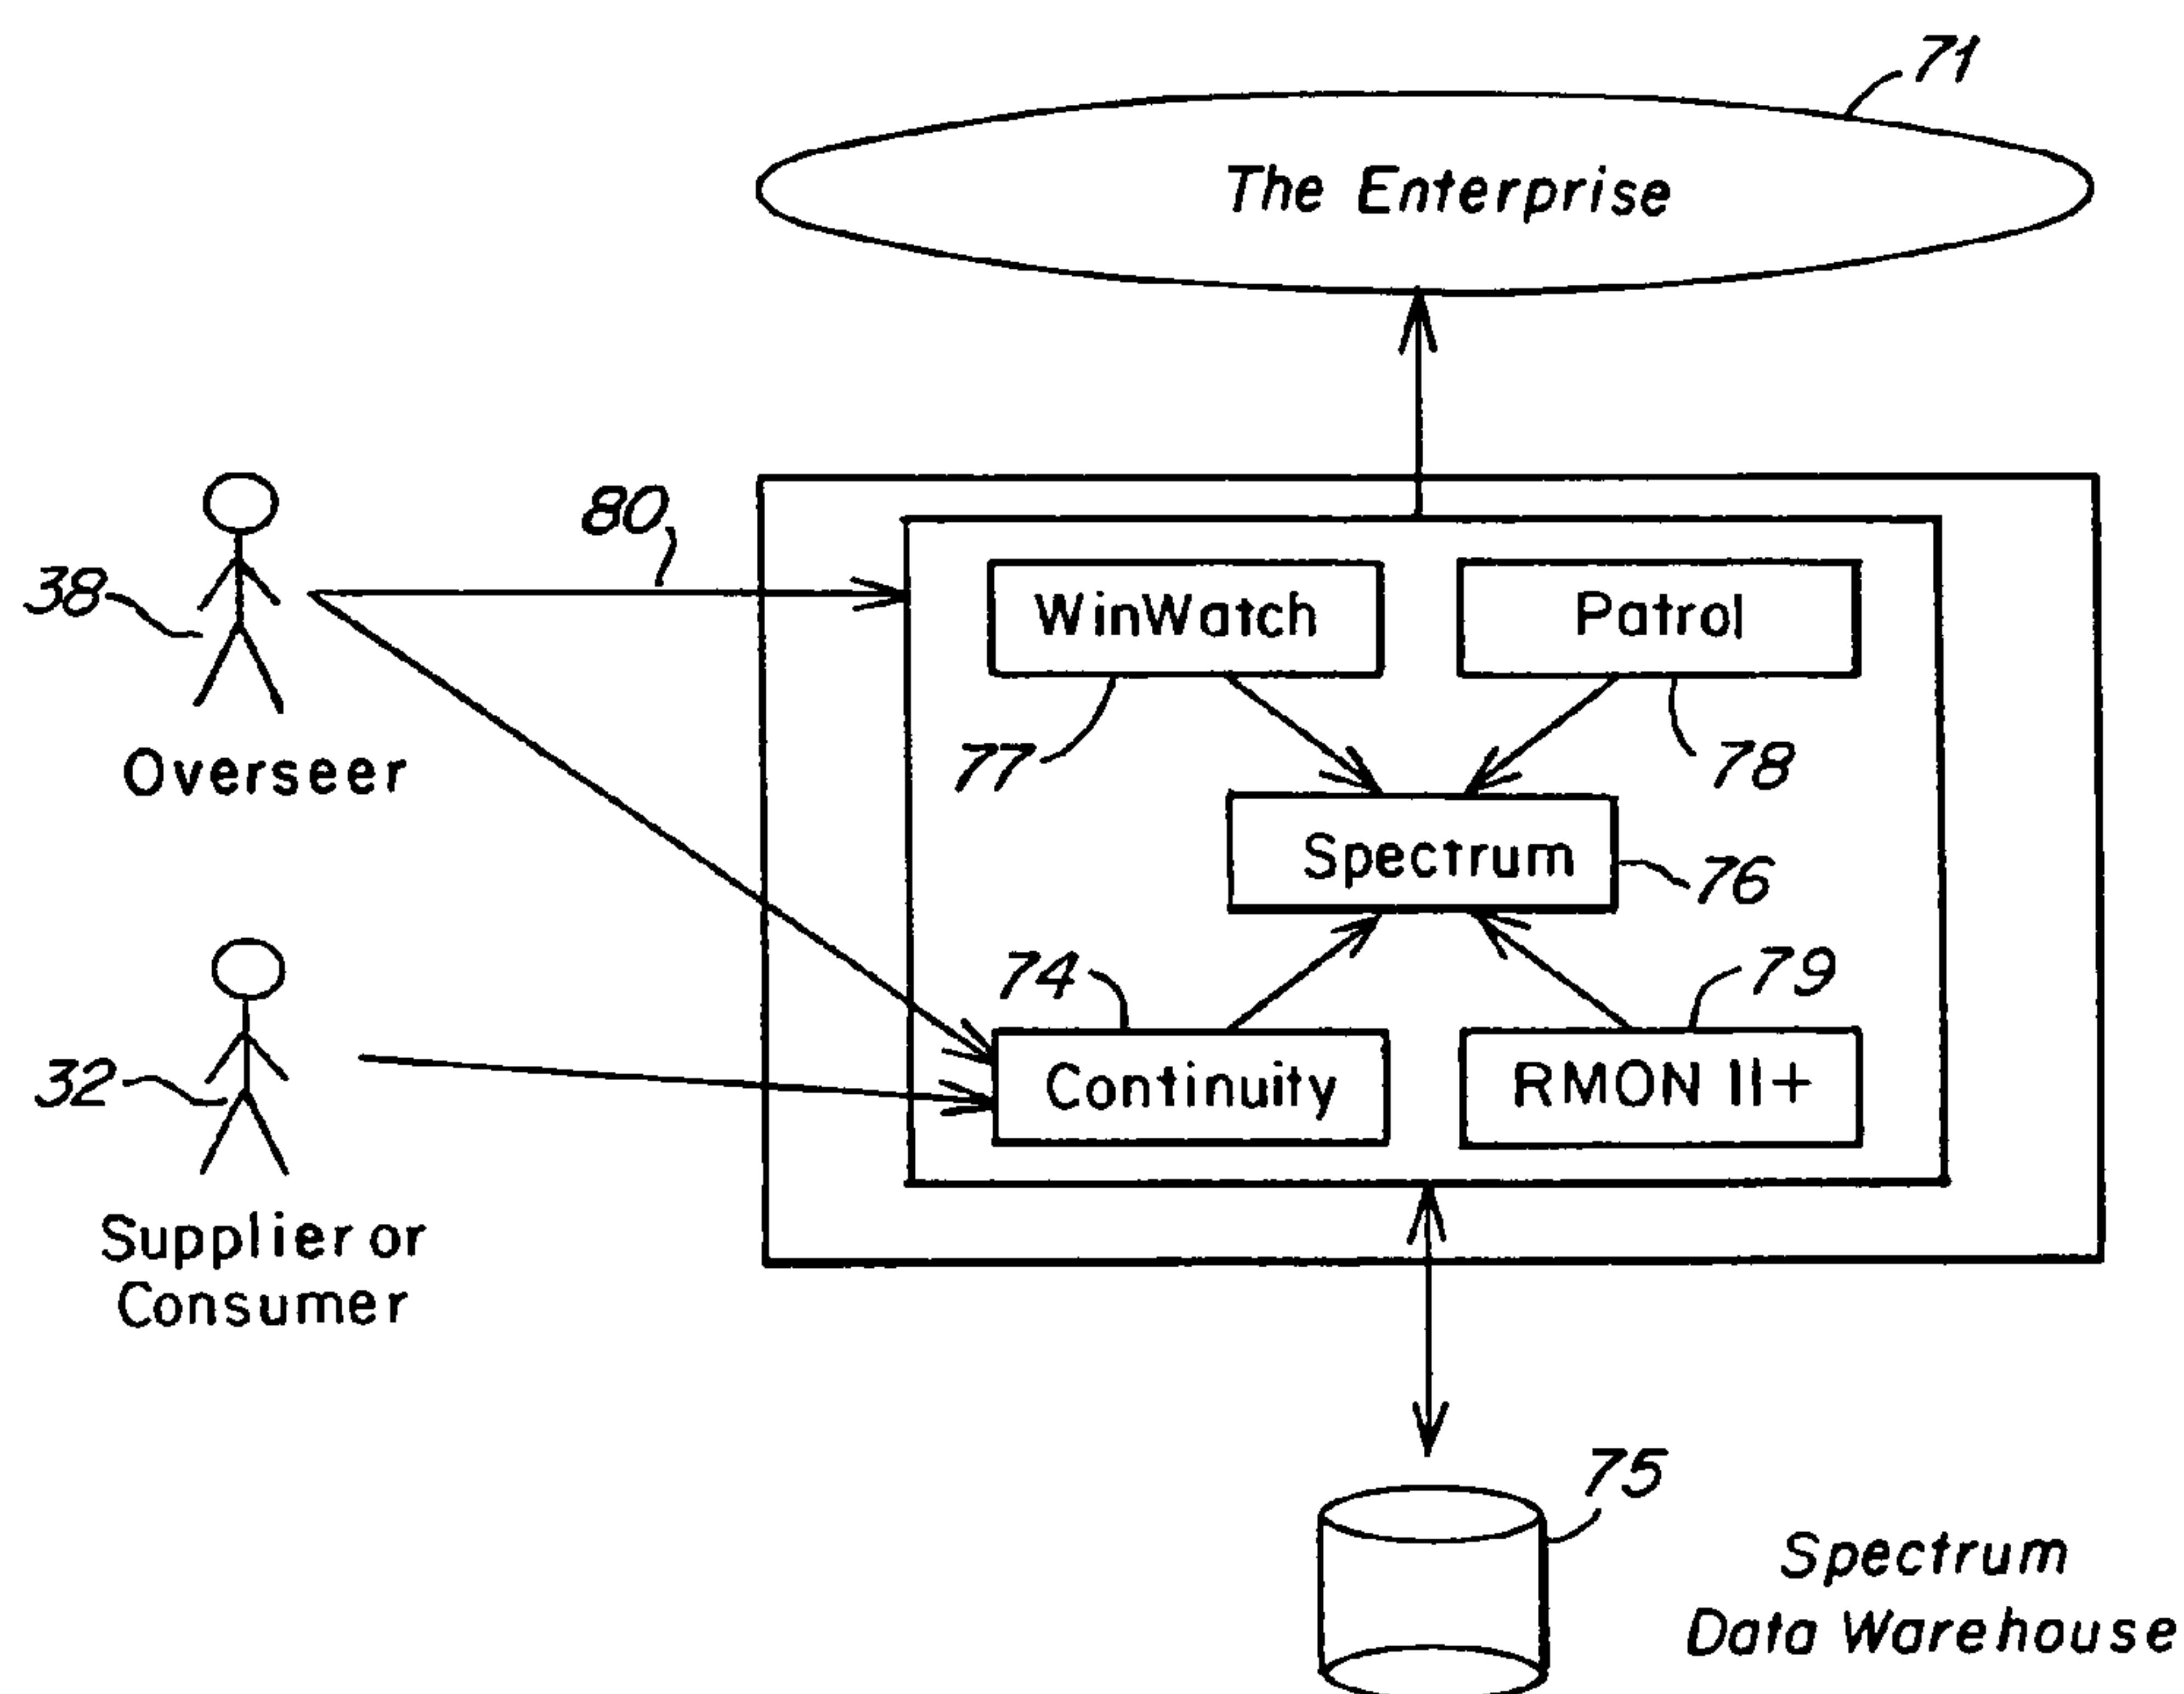 71
The Enterprise
80
38
WinWatch
Patrol
77
78
Overseer
Spectrum
76
74
79
32
Continuity
RMON II+
Supplier or
Consumer
75
Spectrum
Data Warehouse